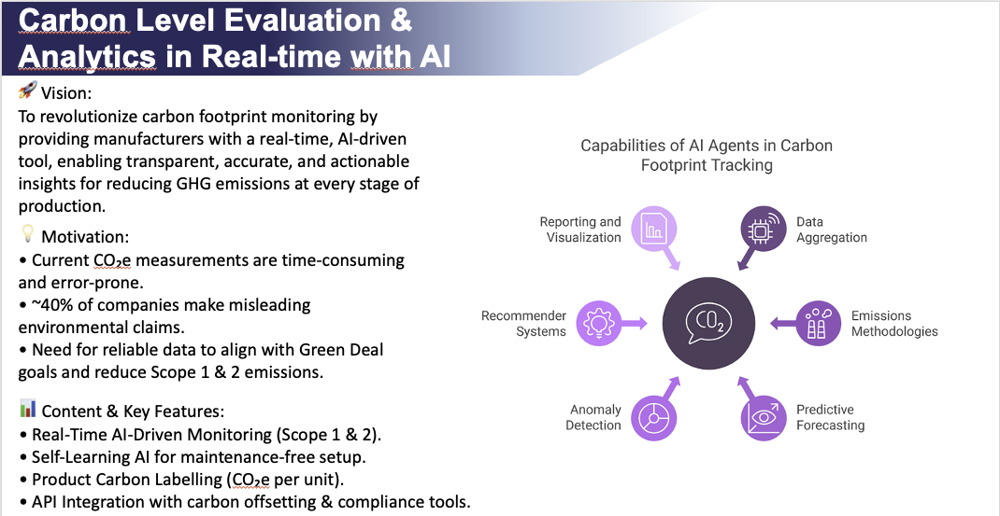 Carbon Level Evaluation &
Analytics in Real-time with AI
🚀 Vision:
To revolutionize carbon footprint monitoring by
providing manufacturers with a real-time, AI-driven
tool, enabling transparent, accurate, and actionable
insights for reducing GHG emissions at every stage of
production.
💡 Motivation:
• Current CO₂e measurements are time-consuming
and error-prone.
• ~40% of companies make misleading
environmental claims.
• Need for reliable data to align with Green Deal
goals and reduce Scope 1 & 2 emissions.
📊 Content & Key Features:
• Real-Time AI-Driven Monitoring (Scope 1 & 2).
• Self-Learning AI for maintenance-free setup.
• Product Carbon Labelling (CO₂e per unit).
• API Integration with carbon offsetting & compliance tools.
Capabilities of AI Agents in Carbon
Footprint Tracking
Reporting and
Visualization
Data
Aggregation
Recommender
Systems
CO₂
Emissions
Methodologies
Anomaly
Detection
Predictive
Forecasting